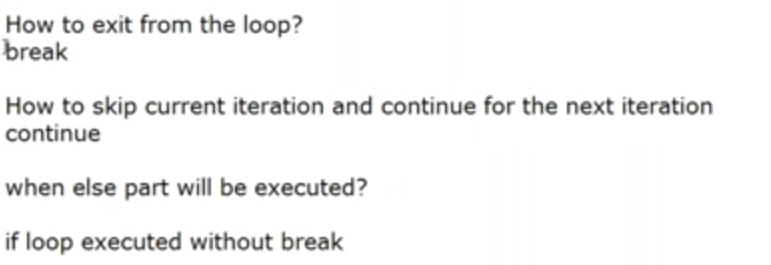 How to exit from the loop?
break
How to skip current iteration and continue for the next iteration
continue
when else part will be executed?
if loop executed without break